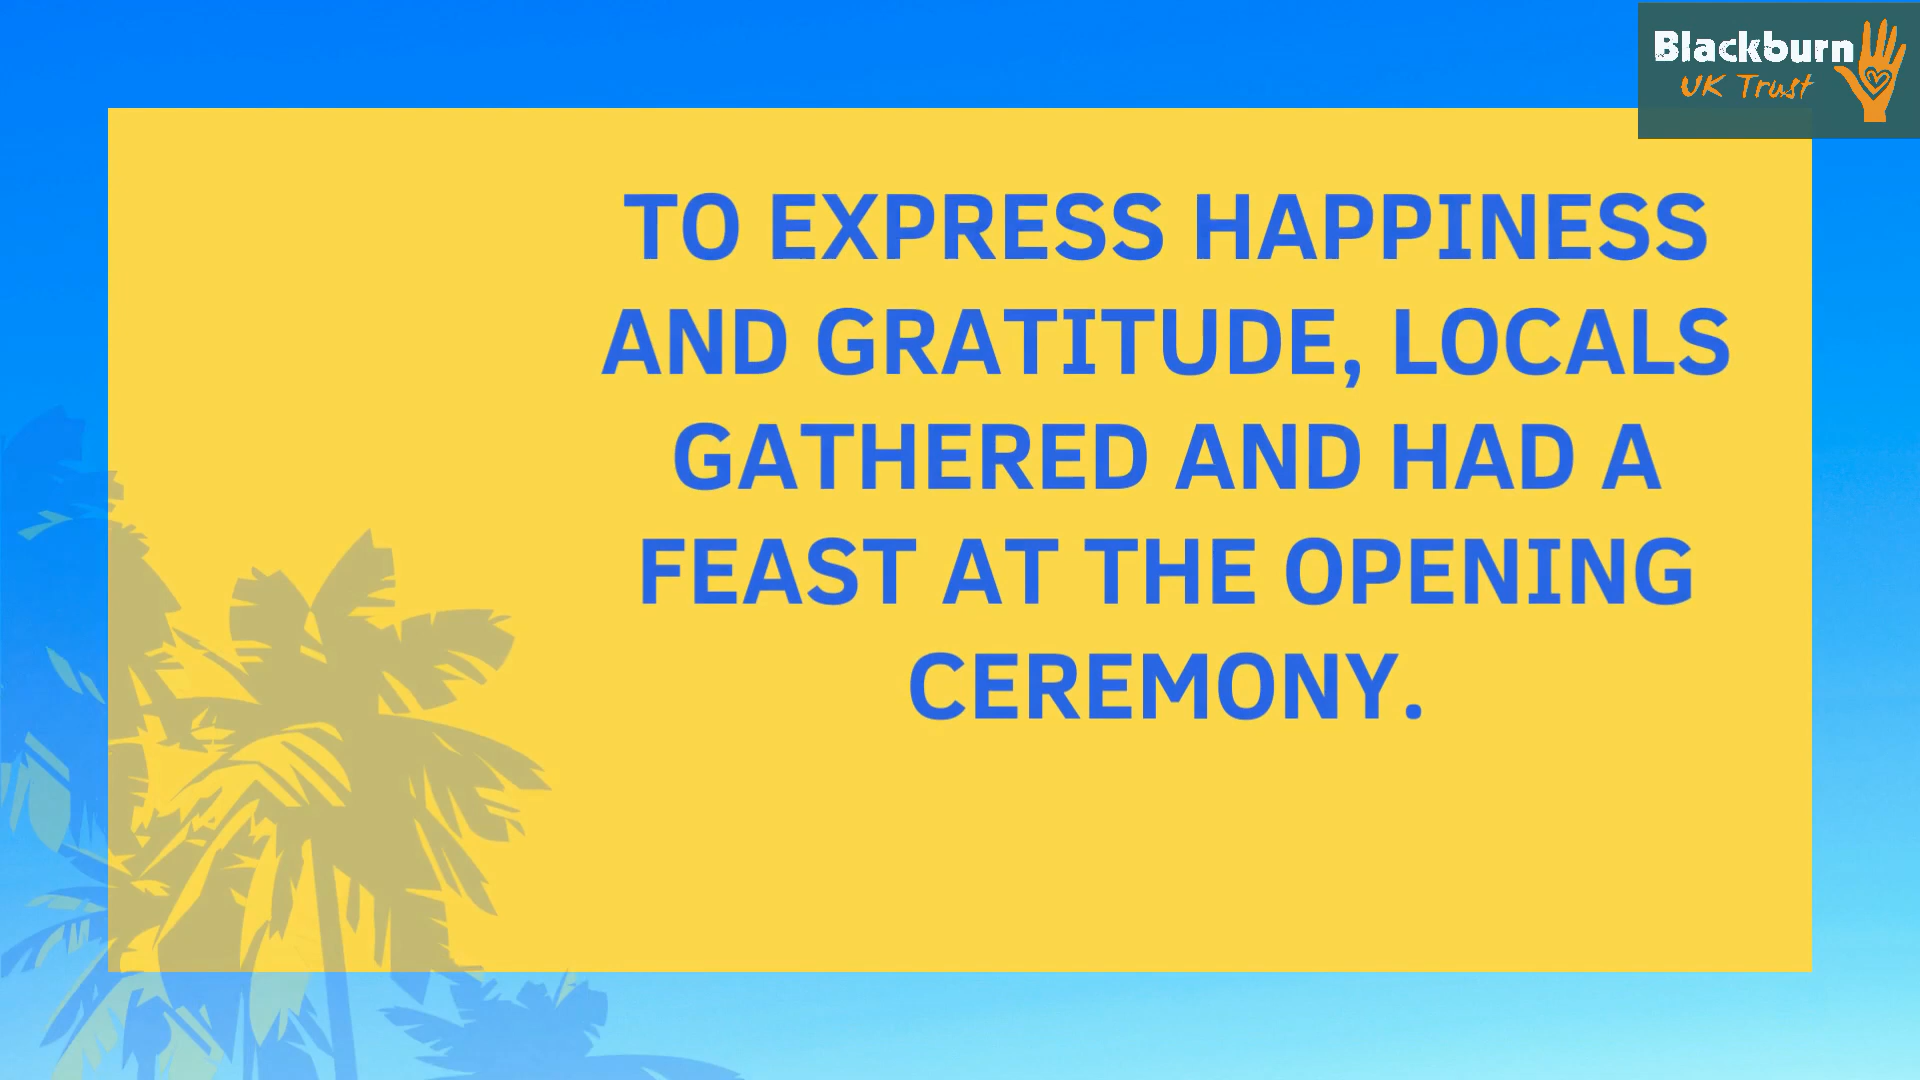 Blackburn
UK Trust
TO EXPRESS HAPPINESS
AND GRATITUDE, LOCALS
GATHERED AND HAD A
FEAST AT THE OPENING
CEREMONY.